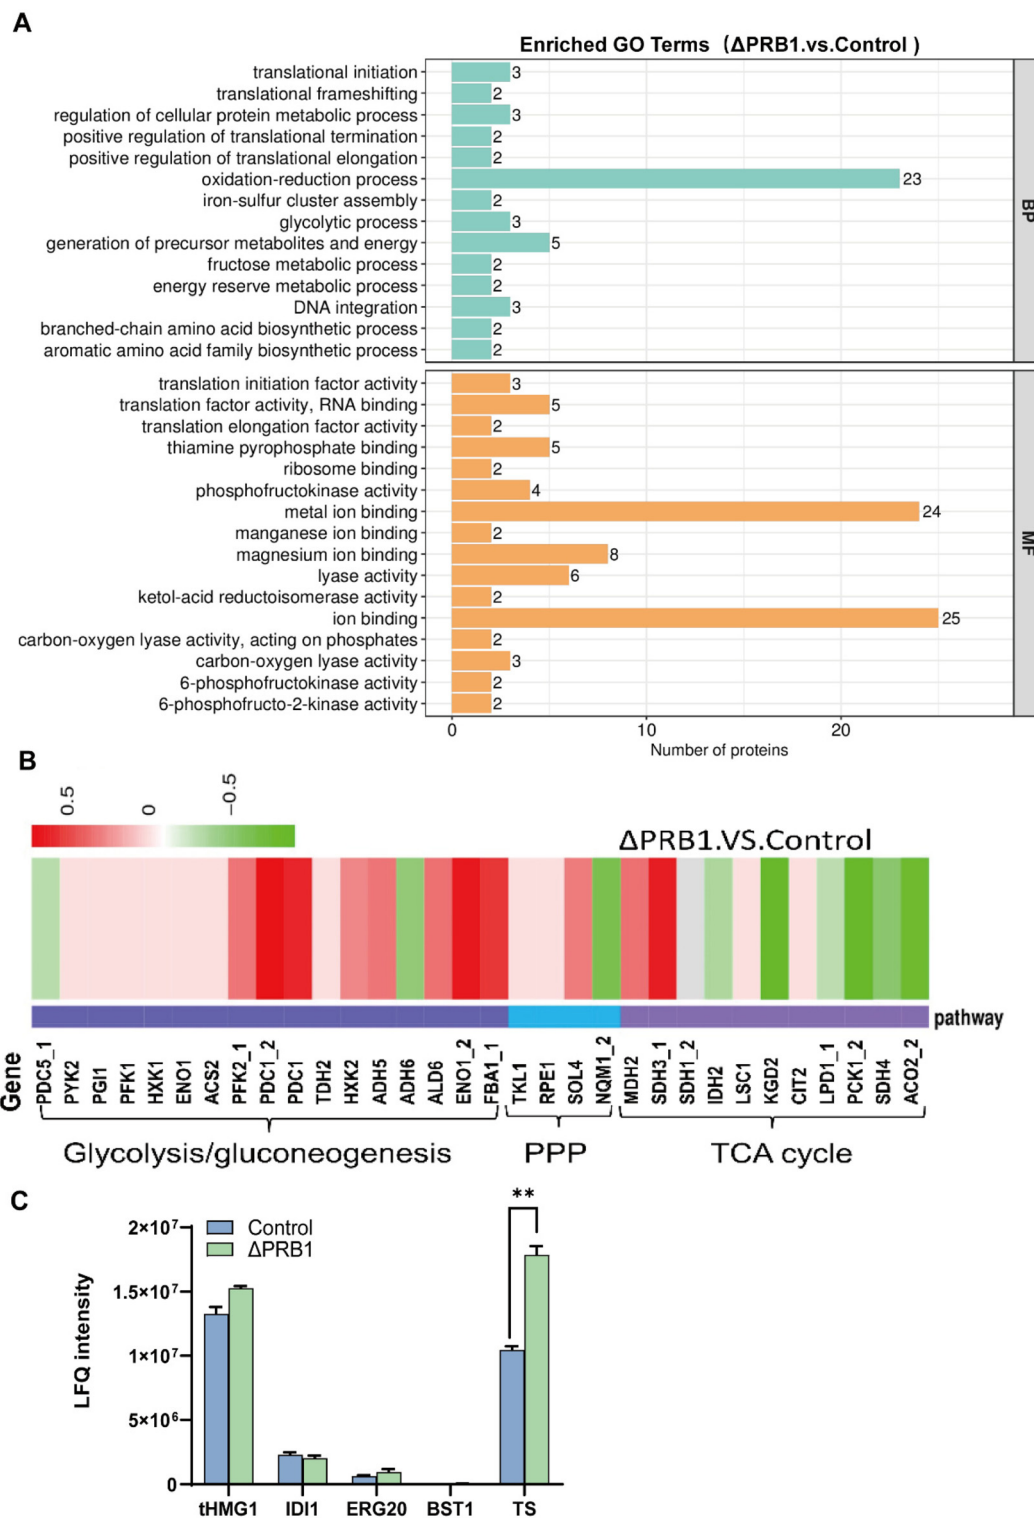 A
Enriched GO Terms（ΔPRB1.vs.Control )
translational initiation 3
translational frameshifting 2
regulation of cellular protein metabolic process 3
positive regulation of translational termination 2
positive regulation of translational elongation 2
oxidation-reduction process 23
iron-sulfur cluster assembly 2
glycolytic process 3
generation of precursor metabolites and energy 5
fructose metabolic process 2
energy reserve metabolic process 2
DNA integration 3
branched-chain amino acid biosynthetic process 2
aromatic amino acid family biosynthetic process 2
BP
translation initiation factor activity 3
translation factor activity, RNA binding 5
translation elongation factor activity 2
thiamine pyrophosphate binding 5
ribosome binding 2
phosphofructokinase activity 4
metal ion binding 24
manganese ion binding 2
magnesium ion binding 8
lyase activity 6
ketol-acid reductoisomerase activity 2
ion binding 25
carbon-oxygen lyase activity, acting on phosphates 2
carbon-oxygen lyase activity 3
6-phosphofructokinase activity 2
6-phosphofructo-2-kinase activity 2
MF
0 10 20
Number of proteins
B
0.5 0 −0.5
ΔPRB1.VS.Control
pathway
Gene
PDC5_1 PYK2 PGI1 PFK1 HXK1 ENO1 ACS2 PFK2_1 PDC1_2 PDC1 TDH2 HXK2 ADH5 ADH6 ALD6 ENO1_2 FBA1_1 TKL1 RPE1 SOL4 NQM1_2 MDH2 SDH3_1 SDH1_2 IDH2 LSC1 KGD2 CIT2 LPD1_1 PCK1_2 SDH4 ACO2_2
Glycolysis/gluconeogenesis PPP TCA cycle
C
**
Control
ΔPRB1
LFQ intensity
2×10⁷
1.5×10⁷
1×10⁷
5×10⁶
0
tHMG1 IDI1 ERG20 BST1 TS